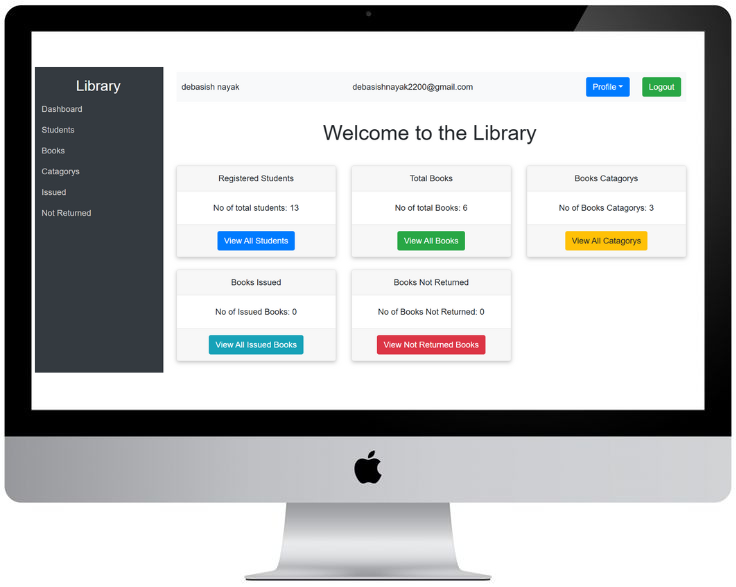 Library
Dashboard
Students
Books
Catagorys
Issued
Not Returned
debasish nayak debasishnayak2200@gmail.com Profile Logout
Welcome to the Library
Registered Students
No of total students: 13
View All Students
Total Books
No of total Books: 6
View All Books
Books Catagorys
No of Books Catagorys: 3
View All Catagorys
Books Issued
No of Issued Books: 0
View All Issued Books
Books Not Returned
No of Books Not Returned: 0
View Not Returned Books